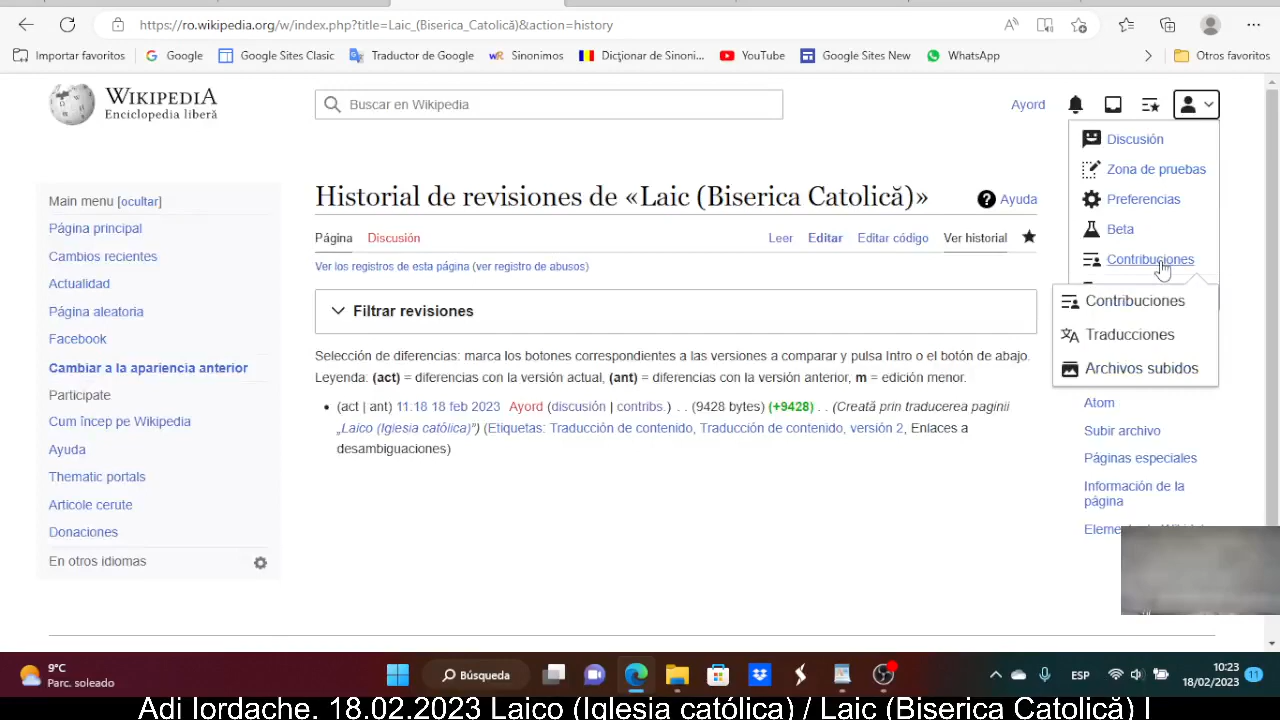 https://ro.wikipedia.org/w/index.php?title=Laic_(Biserica_Catolică)&action=history
Importar favoritos
Google
Google Sites Clasic
Traductor de Google
wR Sinonimos
Dicționar de Sinoni...
YouTube
Google Sites New
WhatsApp
Otros favoritos
WIKIPEDIA
Enciclopedia liberă
Buscar en Wikipedia
Ayord
Discusión
Zona de pruebas
Preferencias
Beta
Contribuciones
Contribuciones
Traducciones
Archivos subidos
Main menu [ocultar]
Página principal
Cambios recientes
Actualidad
Página aleatoria
Facebook
Cambiar a la apariencia anterior
Participate
Cum încep pe Wikipedia
Ayuda
Thematic portals
Articole cerute
Donaciones
En otros idiomas
Historial de revisiones de «Laic (Biserica Catolică)»
Ayuda
Página Discusión Leer Editar Editar código Ver historial
Ver los registros de esta página (ver registro de abusos)
Filtrar revisiones
Selección de diferencias: marca los botones correspondientes a las versiones a comparar y pulsa Intro o el botón de abajo.
Leyenda: (act) = diferencias con la versión actual, (ant) = diferencias con la versión anterior, m = edición menor.
(act | ant) 11:18 18 feb 2023 Ayord (discusión | contribs.) . . (9428 bytes) (+9428) . . (Creată prin traducerea paginii
„Laico (Iglesia católica)”) (Etiquetas: Traducción de contenido, Traducción de contenido, versión 2, Enlaces a
desambiguaciones)
Atom
Subir archivo
Páginas especiales
Información de la
página
9°C
Parc. soleado
Búsqueda
ESP
10:23
18/02/2023
11
Adi Iordache. 18.02.2023 Laico (Iglesia católica) / Laic (Biserica Catolică) I